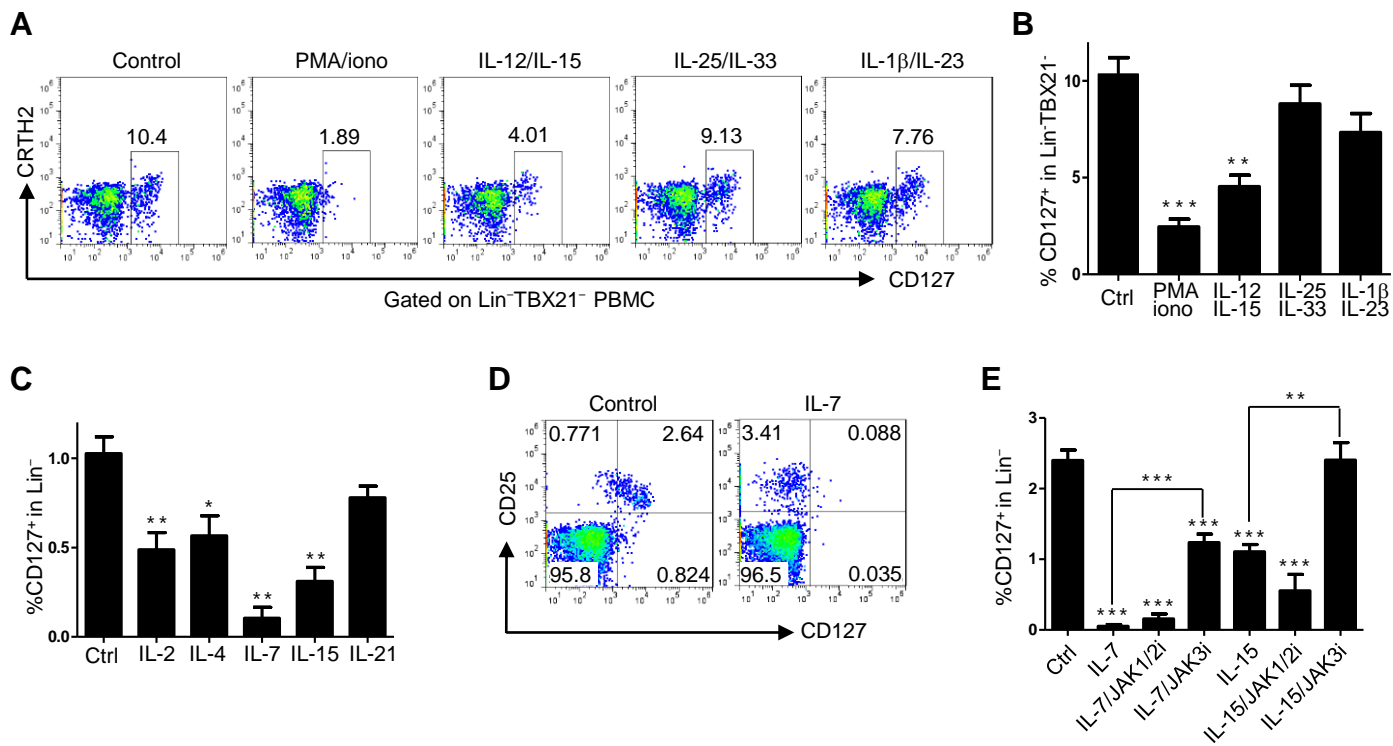 A
Control
PMA/iono
IL-12/IL-15
IL-25/IL-33
IL-1β/IL-23
CRTH2
10.4
1.89
4.01
9.13
7.76
CD127
Gated on Lin⁻TBX21⁻ PBMC
B
% CD127⁺ in Lin⁻TBX21⁻
10
5
0
***
**
Ctrl
PMA iono
IL-12 IL-15
IL-25 IL-33
IL-1β IL-23
C
%CD127⁺ in Lin⁻
1.0
0.5
0.0
**
*
**
**
Ctrl
IL-2
IL-4
IL-7
IL-15
IL-21
D
Control
IL-7
CD25
0.771
2.64
95.8
0.824
3.41
0.088
96.5
0.035
CD127
E
%CD127⁺ in Lin⁻
3
2
1
0
**
***
***
***
***
***
***
Ctrl
IL-7
IL-7/JAK1/2i
IL-7/JAK3i
IL-15
IL-15/JAK1/2i
IL-15/JAK3i